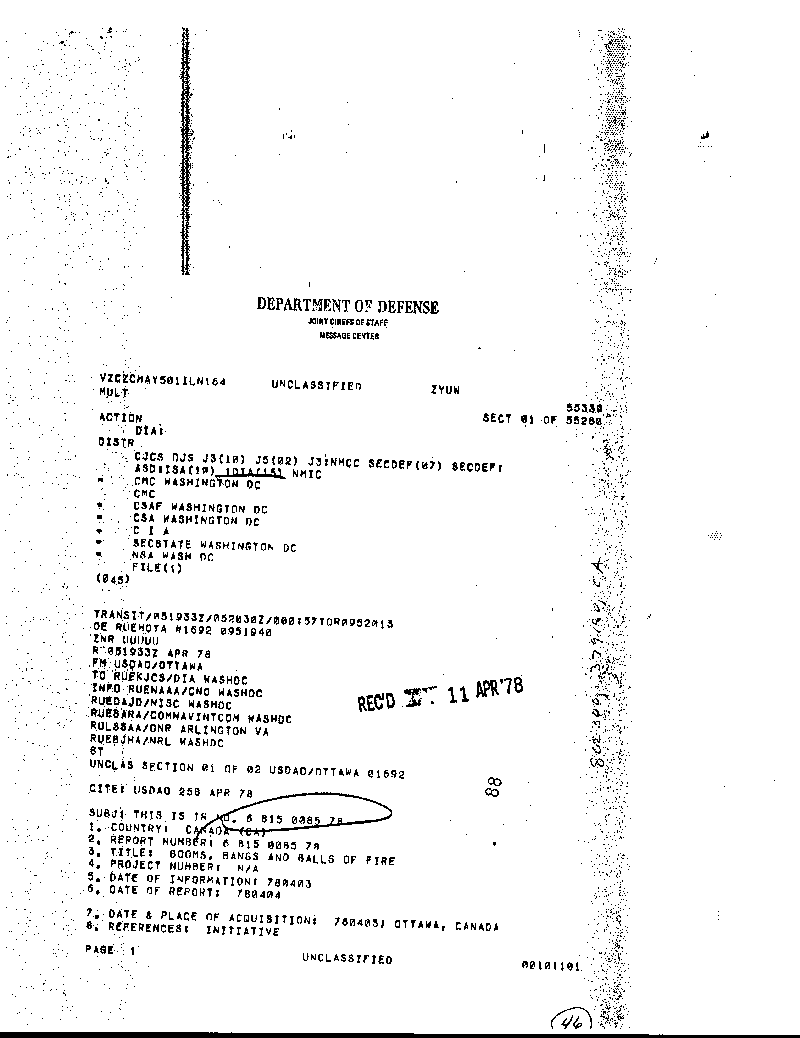 DEPARTMENT OF DEFENSE
JOINT CHIEFS OF STAFF
MESSAGE CENTER
VZCZCMAY501ILN164 UNCLASSIFIED ZYUW
MULT
55330
ACTION SECT 01 OF 55260
DIA:
DISTR
CJCS DJS J3(10) J5(02) J3:NMCC SECDEF(07) SECDEF:
ASD:ISA(10) :DIA(15) NMIC
CMC WASHINGTON DC
CMC
CSAF WASHINGTON DC
CSA WASHINGTON DC
C I A
SECSTATE WASHINGTON DC
NSA WASH DC
FILE(1)
(045)
TRANSIT/051933Z/052030Z/000:57TOR0952013
DE RUEHOTA #1692 0951940
ZNR UUUUU
R 051933Z APR 78
FM USDAO/OTTAWA
TO RUEKJCS/DIA WASHDC
INFO RUENAAA/CNO WASHDC
RUEDAJD/NISC WASHDC
RUEBARA/COMNAVINTCOM WASHDC
RULSSAA/ONR ARLINGTON VA
RUEBJHA/NRL WASHDC
BT
REC'D 11 APR '78
UNCLAS SECTION 01 OF 02 USDAO/OTTAWA 01692
CITE: USDAO 258 APR 78
88
SUBJ: THIS IS IR NO. 6 815 0085 78
1. COUNTRY: CANADA (CA)
2. REPORT NUMBER: 6 815 0085 78
3. TITLE: BOOMS, BANGS AND BALLS OF FIRE
4. PROJECT NUMBER: N/A
5. DATE OF INFORMATION: 780403
6. DATE OF REPORT: 780404
7. DATE & PLACE OF ACQUISITION: 780405; OTTAWA, CANADA
8. REFERENCES: INITIATIVE
PAGE 1 UNCLASSIFIED 00101101
46